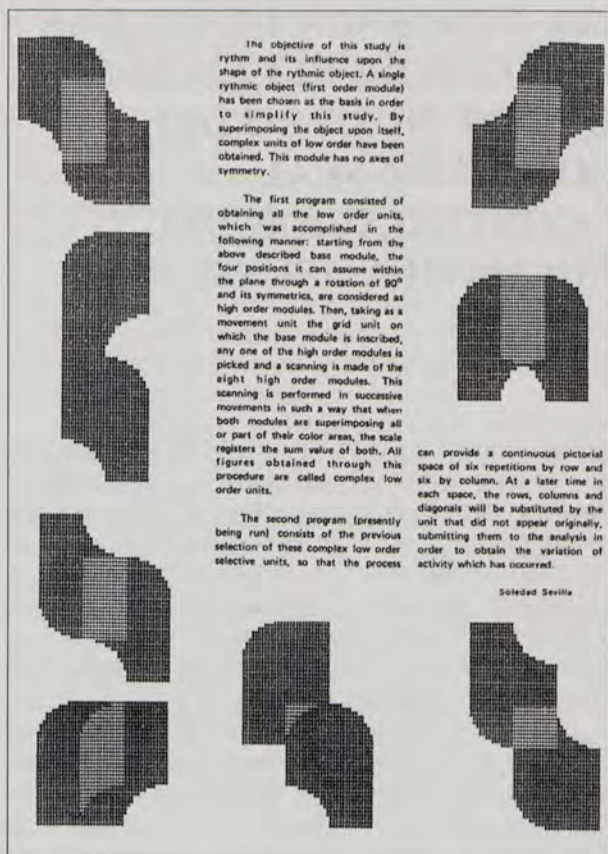 The objective of this study is
rythm and its influence upon the
shape of the rythmic object. A single
rythmic object (first order module)
has been chosen as the basis in order
to simplify this study. By
superimposing the object upon itself,
complex units of low order have been
obtained. This module has no axes of
symmetry.
The first program consisted of
obtaining all the low order units,
which was accomplished in the
following manner: starting from the
above described base module, the
four positions it can assume within
the plane through a rotation of 90º
and its symmetrics, are considered as
high order modules. Then, taking as a
movement unit the grid unit on
which the base module is inscribed,
any one of the high order modules is
picked and a scanning is made of the
eight high order modules. This
scanning is performed in successive
movements in such a way that when
both modules are superimposing all
or part of their color areas, the scale
registers the sum value of both. All
figures obtained through this
procedure are called complex low
order units.
The second program (presently
being run) consists of the previous
selection of these complex low order
selective units, so that the process
can provide a continuous pictorial
space of six repetitions by row and
six by column. At a later time in
each space, the rows, columns and
diagonals will be substituted by the
unit that did not appear originally,
submitting them to the analysis in
order to obtain the variation of
activity which has occurred.
Soledad Sevilla